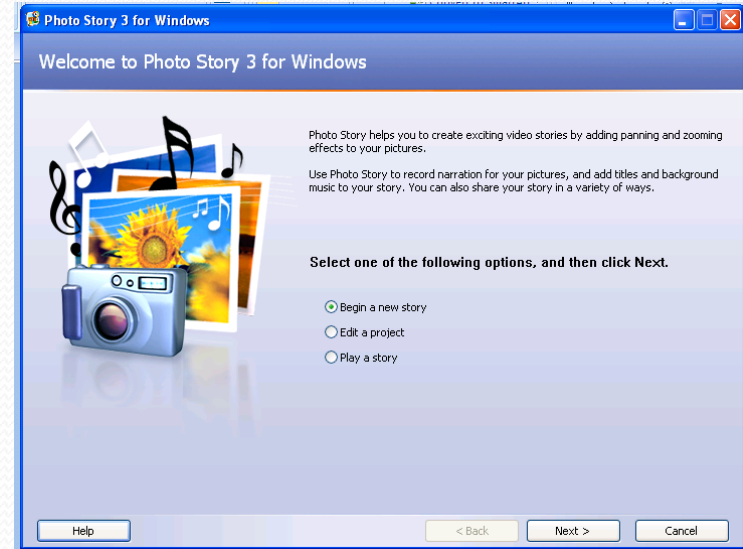 Photo Story 3 for Windows
Welcome to Photo Story 3 for Windows
Photo Story helps you to create exciting video stories by adding panning and zooming
effects to your pictures.
Use Photo Story to record narration for your pictures, and add titles and background
music to your story. You can also share your story in a variety of ways.
Select one of the following options, and then click Next.
Begin a new story
Edit a project
Play a story
Help
< Back
Next >
Cancel